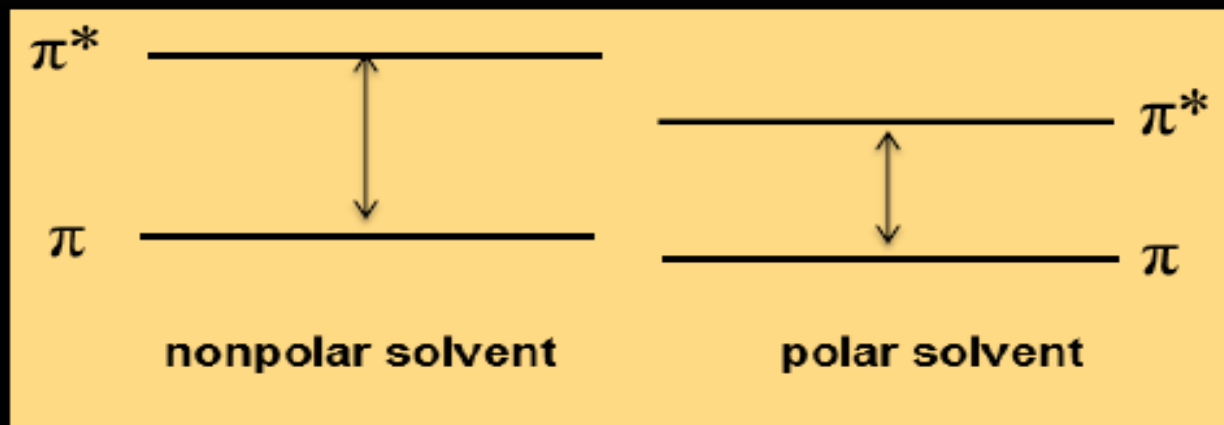 π*
π*
π
π
nonpolar solvent
polar solvent